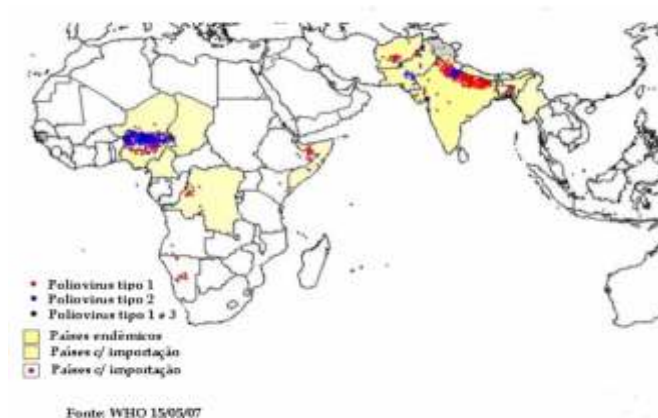 Poliovirus tipo 1
Poliovirus tipo 2
Poliovirus tipo 1 e 3
Países endêmicos
Países c/ importação
Países c/ importação
Fonte: WHO 15/05/07